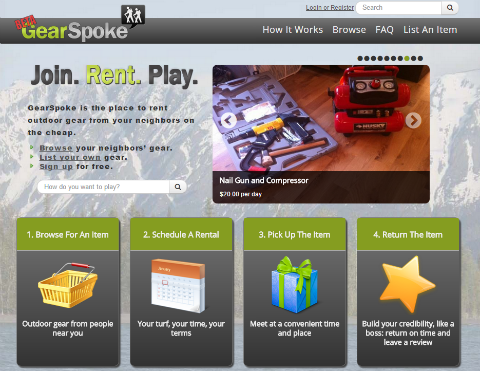 Login or Register
Search
BETA
GearSpoke
How It Works Browse FAQ List An Item
Join. Rent. Play.
GearSpoke is the place to rent
outdoor gear from your neighbors on
the cheap.
Browse your neighbors' gear.
List your own gear.
Sign up for free.
How do you want to play?
HUSKY
Nail Gun and Compressor
$70.00 per day
1. Browse For An Item
Outdoor gear from people
near you
2. Schedule A Rental
Your turf, your time, your
terms
3. Pick Up The Item
Meet at a convenient time
and place
4. Return The Item
Build your credibility, like a
boss: return on time and
leave a review